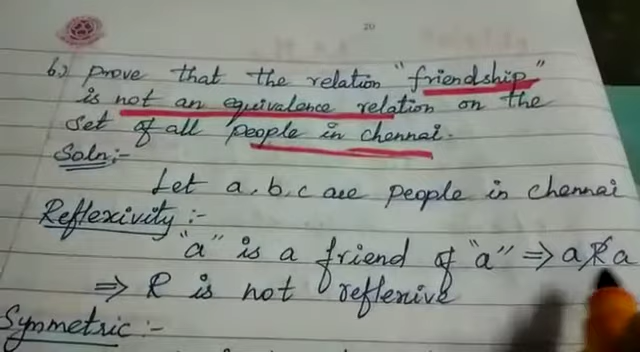 20
6) prove that the relation "friendship"
is not an equivalence relation on the
set of all people in chennai.
Soln:-
Let a, b, c are people in chennai
Reflexivity:-
"a" is a friend of "a" ⇒ a R̸ a
⇒ R is not reflexive
Symmetric:-